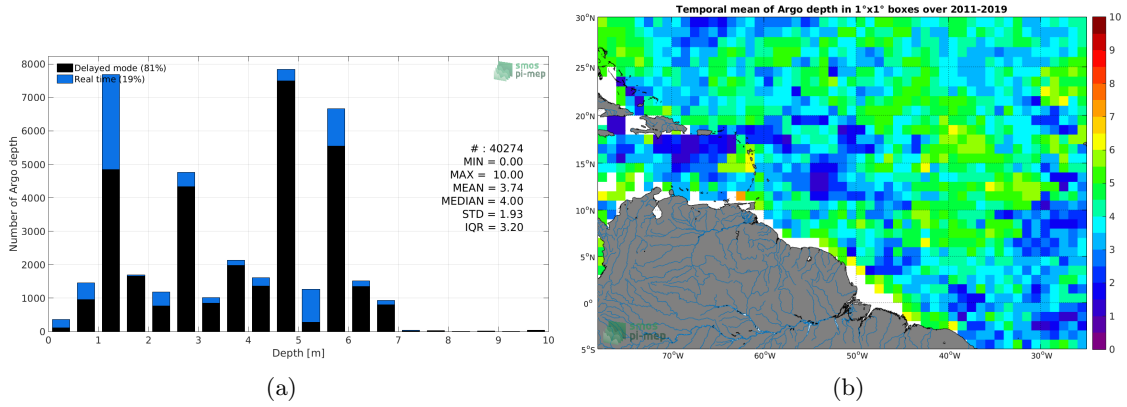 Delayed mode (81%)
Real time (19%)
smos
pi-mep
# : 40274
MIN = 0.00
MAX = 10.00
MEAN = 3.74
MEDIAN = 4.00
STD = 1.93
IQR = 3.20
Number of Argo depth
8000
7000
6000
5000
4000
3000
2000
1000
0
0 1 2 3 4 5 6 7 8 9 10
Depth [m]
(a)
Temporal mean of Argo depth in 1°x1° boxes over 2011-2019
30°N
25°N
20°N
15°N
10°N
5°N
0°
5°S
70°W 60°W 50°W 40°W 30°W
smos
pi-mep
10
9
8
7
6
5
4
3
2
1
0
(b)